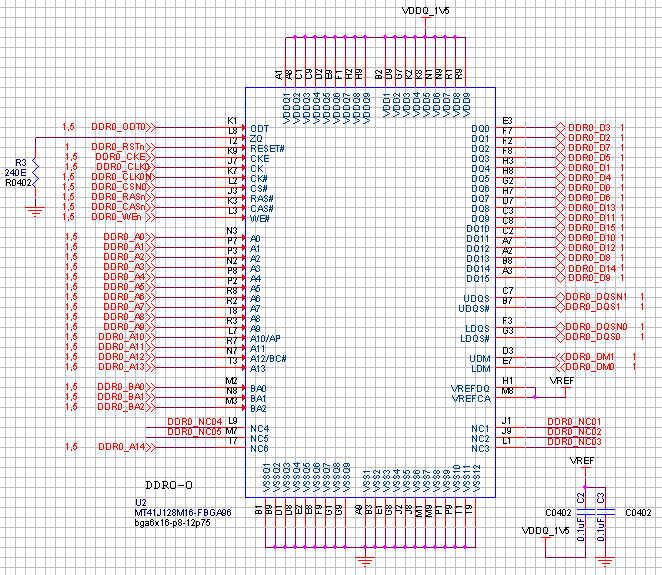 VDDQ_1V5
A1 A8 C1 C9 D2 E9 F1 H2 H9 B2 D9 G7 K2 K8 N1 N9 R1 R9
VDDQ1 VDDQ2 VDDQ3 VDDQ4 VDDQ5 VDDQ6 VDDQ7 VDDQ8 VDDQ9 VDD1 VDD2 VDD3 VDD4 VDD5 VDD6 VDD7 VDD8 VDD9
1,5 DDR0_ODT0 K1 ODT DQ0 E3 DDR0_D3 1
L8 ZQ DQ1 F7 DDR0_D2 1
1 DDR0_RSTn T2 RESET# DQ2 F2 DDR0_D7 1
1,5 DDR0_CKE K9 CKE DQ3 F8 DDR0_D5 1
1,5 DDR0_CLK0 J7 CK DQ4 H3 DDR0_D1 1
1,5 DDR0_CLK0N K7 CK# DQ5 H8 DDR0_D4 1
1,5 DDR0_CSN0 L2 CS# DQ6 G2 DDR0_D0 1
1,5 DDR0_RASn J3 RAS# DQ7 H7 DDR0_D6 1
1,5 DDR0_CASn K3 CAS# DQ8 D7 DDR0_D13 1
1,5 DDR0_WEn L3 WE# DQ9 C3 DDR0_D11 1
DQ10 C8 DDR0_D15 1
1,5 DDR0_A0 N3 A0 DQ11 C2 DDR0_D10 1
1,5 DDR0_A1 P7 A1 DQ12 A7 DDR0_D12 1
1,5 DDR0_A2 P3 A2 DQ13 A2 DDR0_D8 1
1,5 DDR0_A3 N2 A3 DQ14 B8 DDR0_D14 1
1,5 DDR0_A4 P8 A4 DQ15 A3 DDR0_D9 1
1,5 DDR0_A5 P2 A5
1,5 DDR0_A6 R8 A6 UDQS C7 DDR0_DQSN1 1
1,5 DDR0_A7 R2 A7 UDQS# B7 DDR0_DQS1 1
1,5 DDR0_A8 T8 A8
1,5 DDR0_A9 R3 A9 LDQS F3 DDR0_DQSN0 1
1,5 DDR0_A10 L7 A10/AP LDQS# G3 DDR0_DQS0 1
1,5 DDR0_A11 R7 A11
1,5 DDR0_A12 N7 A12/BC# UDM D3 DDR0_DM1 1
1,5 DDR0_A13 T3 A13 LDM E7 DDR0_DM0 1
R3
240E
R0402
1,5 DDR0_BA0 M2 BA0 VREFDQ H1 VREF
1,5 DDR0_BA1 N8 BA1 VREFCA M8
1,5 DDR0_BA2 M3 BA2
DDR0_NC04 L9 NC4 NC1 J1 DDR0_NC01
DDR0_NC05 M7 NC5 NC2 J9 DDR0_NC02
1,5 DDR0_A14 T7 NC6 NC3 L1 DDR0_NC03
VSSQ1 VSSQ2 VSSQ3 VSSQ4 VSSQ5 VSSQ6 VSSQ7 VSSQ8 VSSQ9 VSS1 VSS2 VSS3 VSS4 VSS5 VSS6 VSS7 VSS8 VSS9 VSS10 VSS11 VSS12
B1 B9 D1 D8 E2 E8 F9 G1 G9 A9 B3 E1 G8 J2 J8 M1 M9 P1 P9 T1 T9
DDR0-0
U2
MT41J128M16-FBGA96
bga6x16-p8-12p75
VREF
C0402 0.1uF C2 0.1uF C3 C0402
VDDQ_1V5